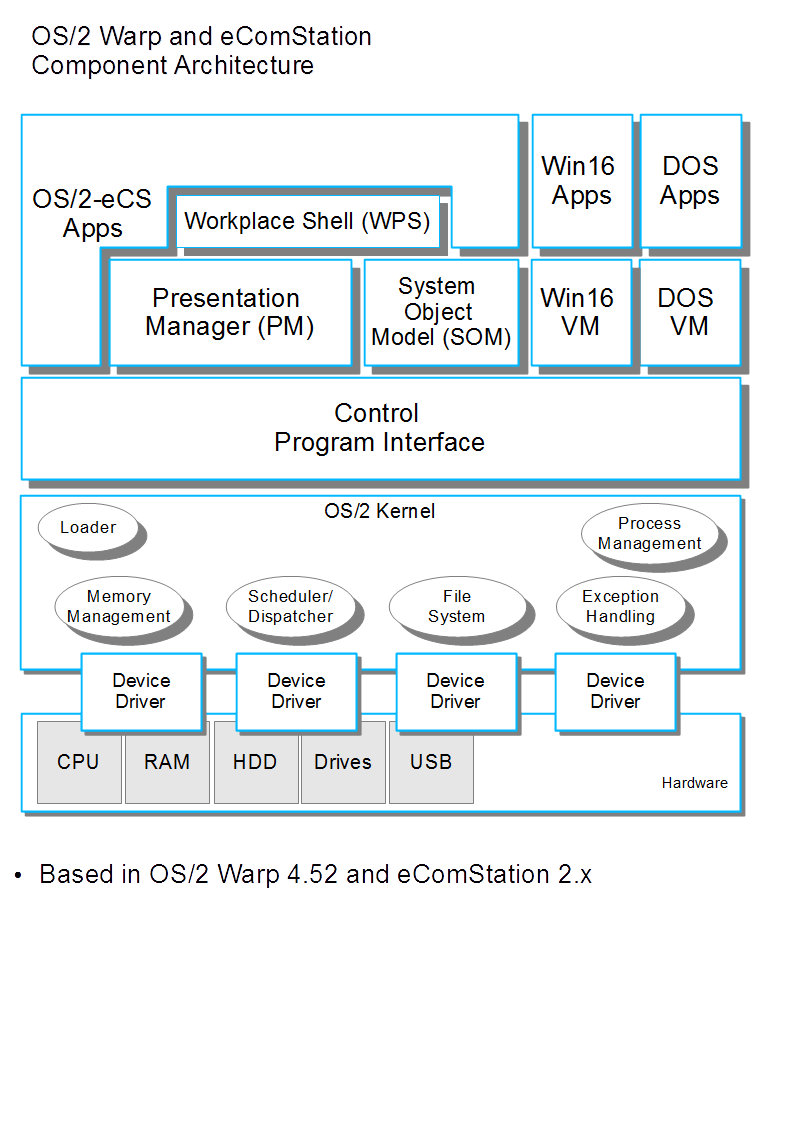 OS/2 Warp and eComStation
Component Architecture
OS/2-eCS
Apps
Workplace Shell (WPS)
Win16
Apps
DOS
Apps
Presentation
Manager (PM)
System
Object
Model (SOM)
Win16
VM
DOS
VM
Control
Program Interface
OS/2 Kernel
Loader
Process
Management
Memory
Management
Scheduler/
Dispatcher
File
System
Exception
Handling
Device
Driver
Device
Driver
Device
Driver
Device
Driver
CPU
RAM
HDD
Drives
USB
Hardware
• Based in OS/2 Warp 4.52 and eComStation 2.x